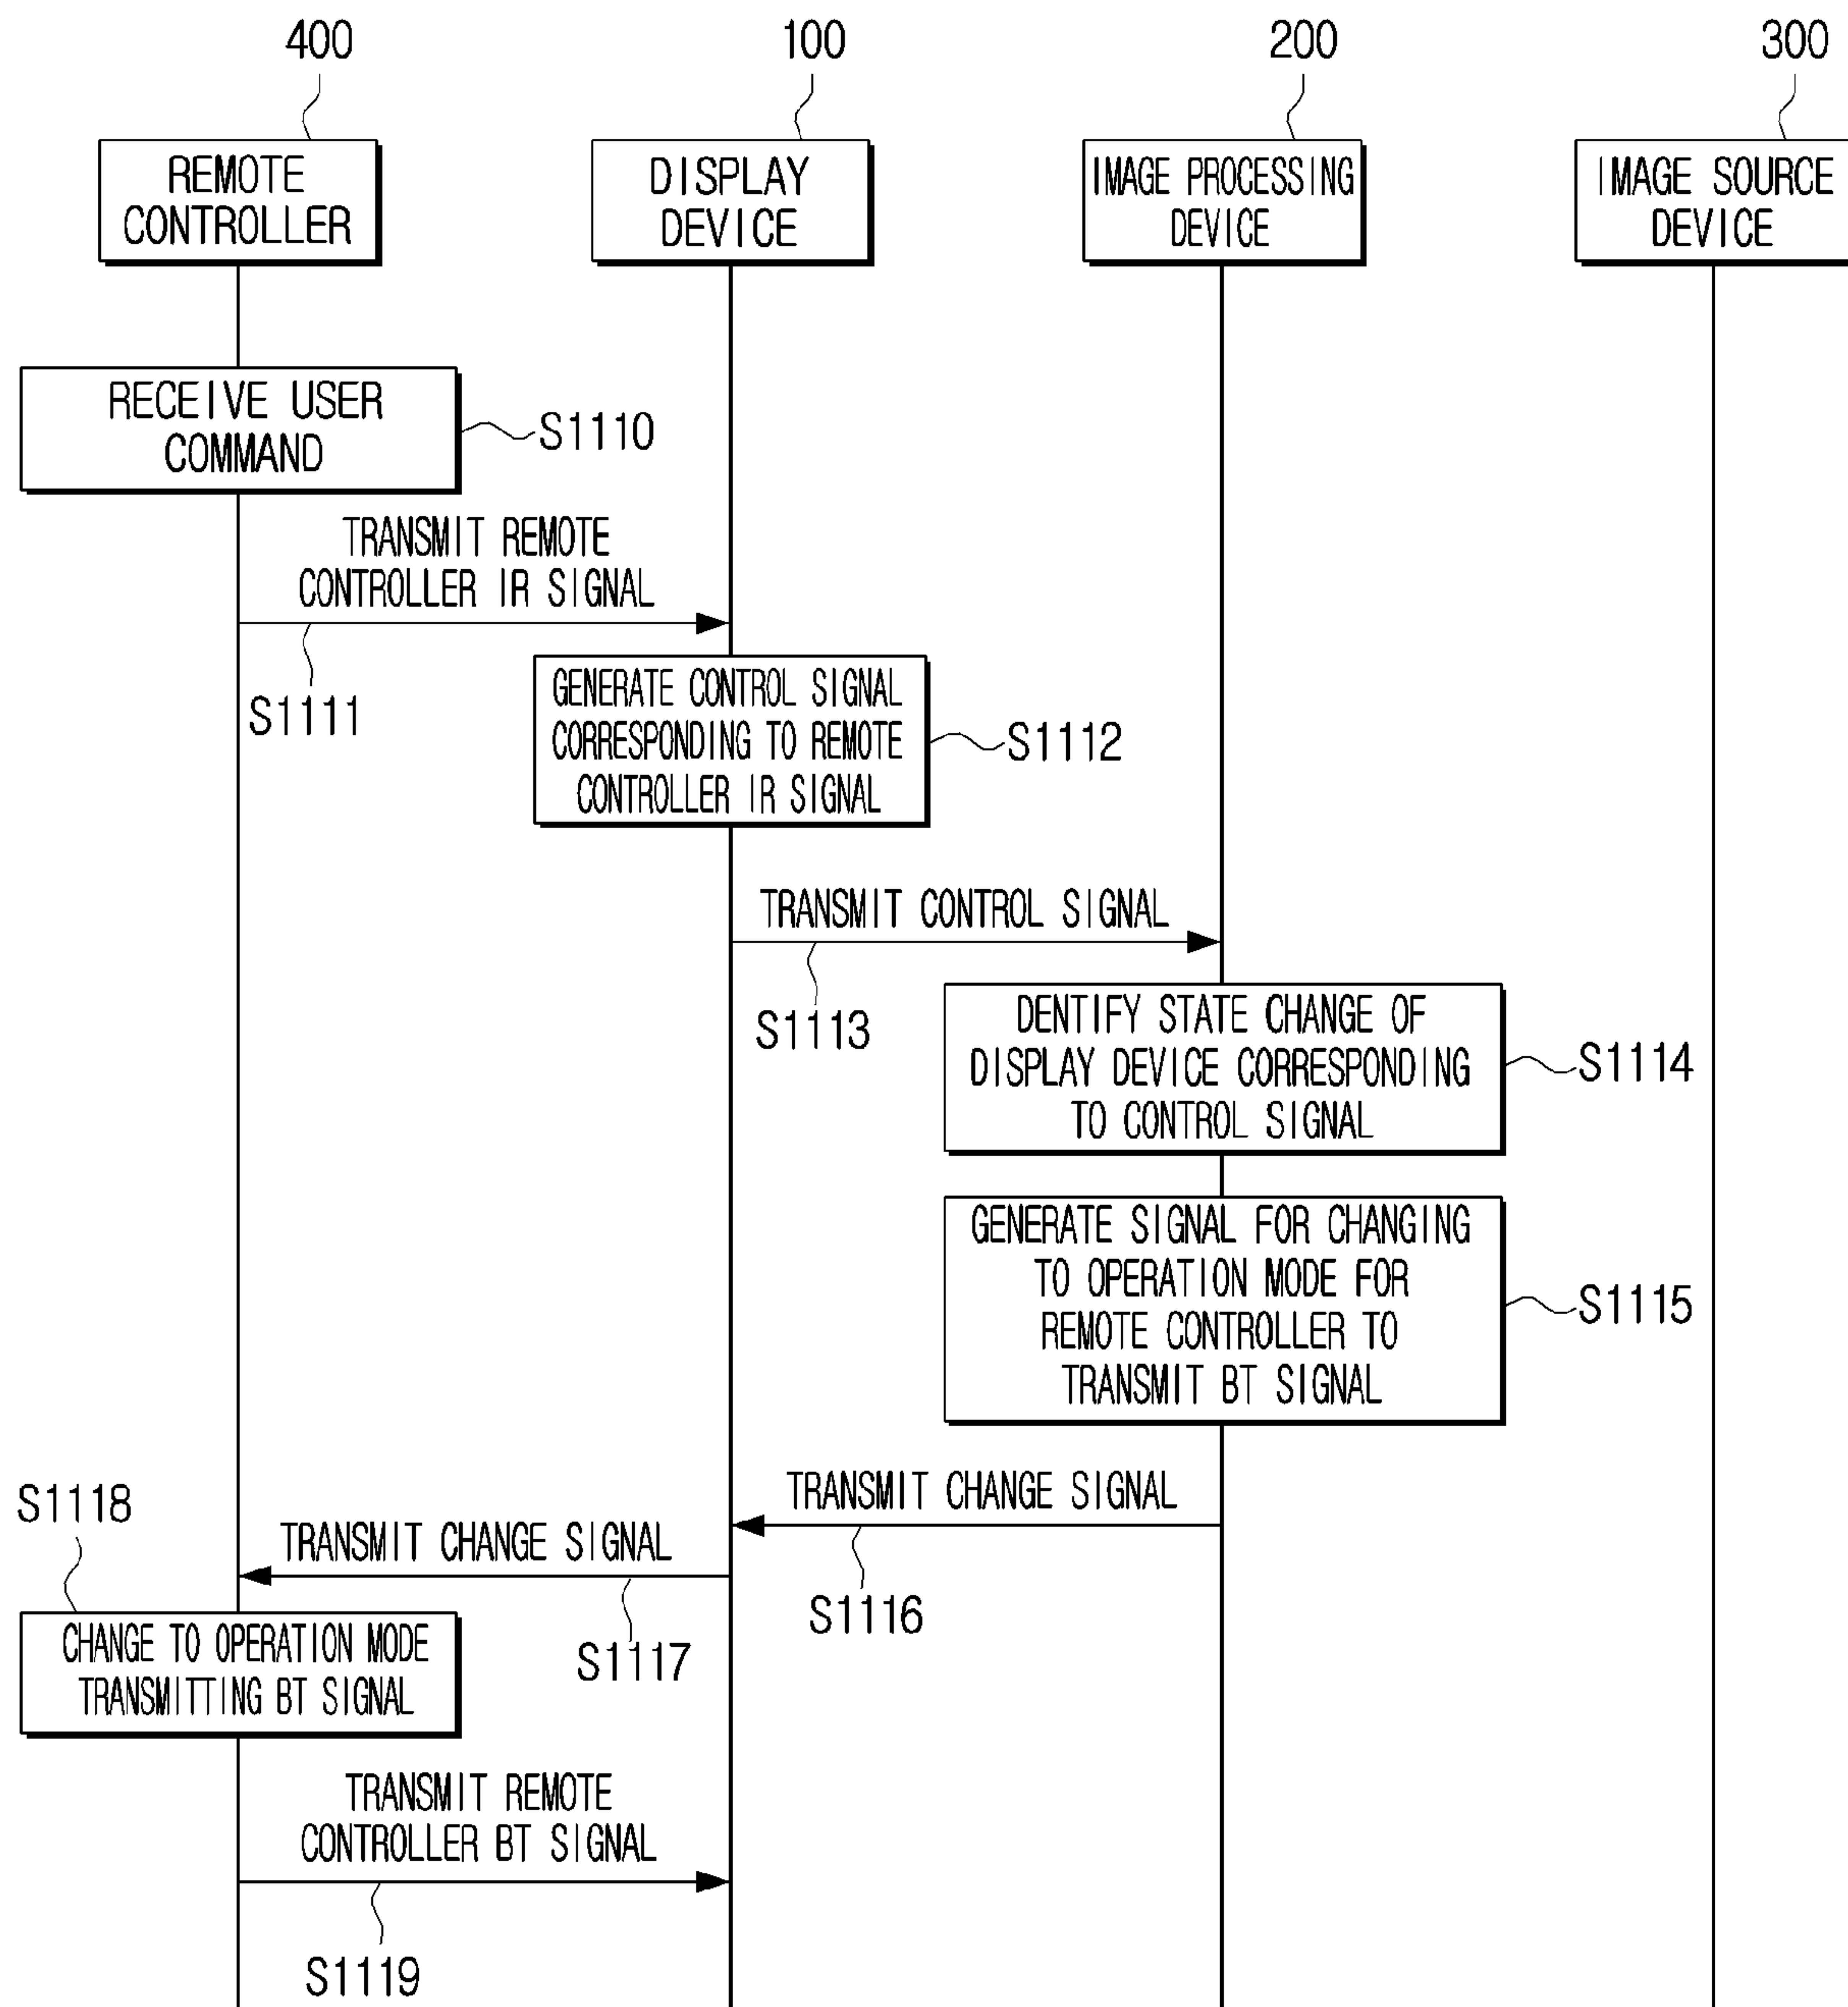 400
100
200
300
REMOTE
CONTROLLER
DISPLAY
DEVICE
IMAGE PROCESSING
DEVICE
IMAGE SOURCE
DEVICE
RECEIVE USER
COMMAND
S1110
TRANSMIT REMOTE
CONTROLLER IR SIGNAL
S1111
GENERATE CONTROL SIGNAL
CORRESPONDING TO REMOTE
CONTROLLER IR SIGNAL
S1112
TRANSMIT CONTROL SIGNAL
S1113
DENTIFY STATE CHANGE OF
DISPLAY DEVICE CORRESPONDING
TO CONTROL SIGNAL
S1114
GENERATE SIGNAL FOR CHANGING
TO OPERATION MODE FOR
REMOTE CONTROLLER TO
TRANSMIT BT SIGNAL
S1115
TRANSMIT CHANGE SIGNAL
S1116
TRANSMIT CHANGE SIGNAL
S1117
S1118
CHANGE TO OPERATION MODE
TRANSMITTING BT SIGNAL
TRANSMIT REMOTE
CONTROLLER BT SIGNAL
S1119